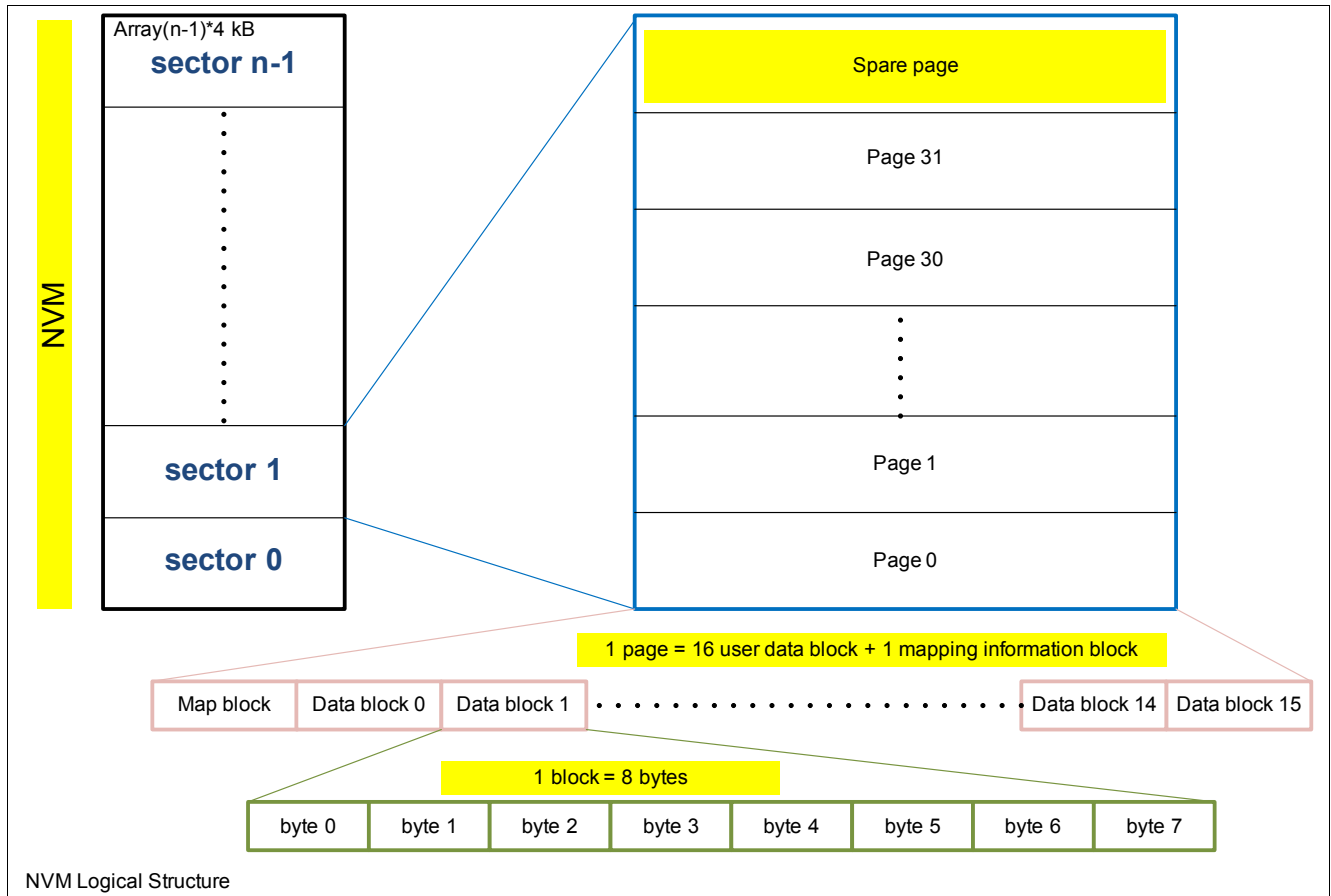 NVM
Array(n-1)*4 kB
sector n-1
sector 1
sector 0
Spare page
Page 31
Page 30
Page 1
Page 0
1 page = 16 user data block + 1 mapping information block
Map block
Data block 0
Data block 1
Data block 14
Data block 15
1 block = 8 bytes
byte 0
byte 1
byte 2
byte 3
byte 4
byte 5
byte 6
byte 7
NVM Logical Structure